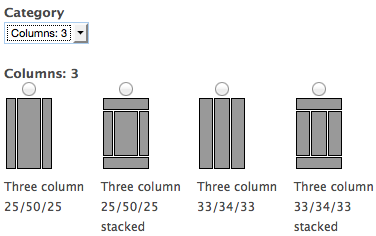 Category
Columns: 3
Columns: 3
Three column
25/50/25
Three column
25/50/25
stacked
Three column
33/34/33
Three column
33/34/33
stacked